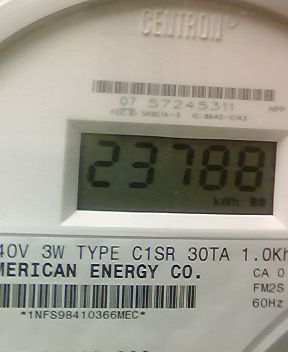 CENTRON®
07 57245311
23788
kWh
40V 3W TYPE C1SR 30TA 1.0Kh
MERICAN ENERGY CO.
CA 0
FM2S
60Hz
*1NFS98410366MEC*